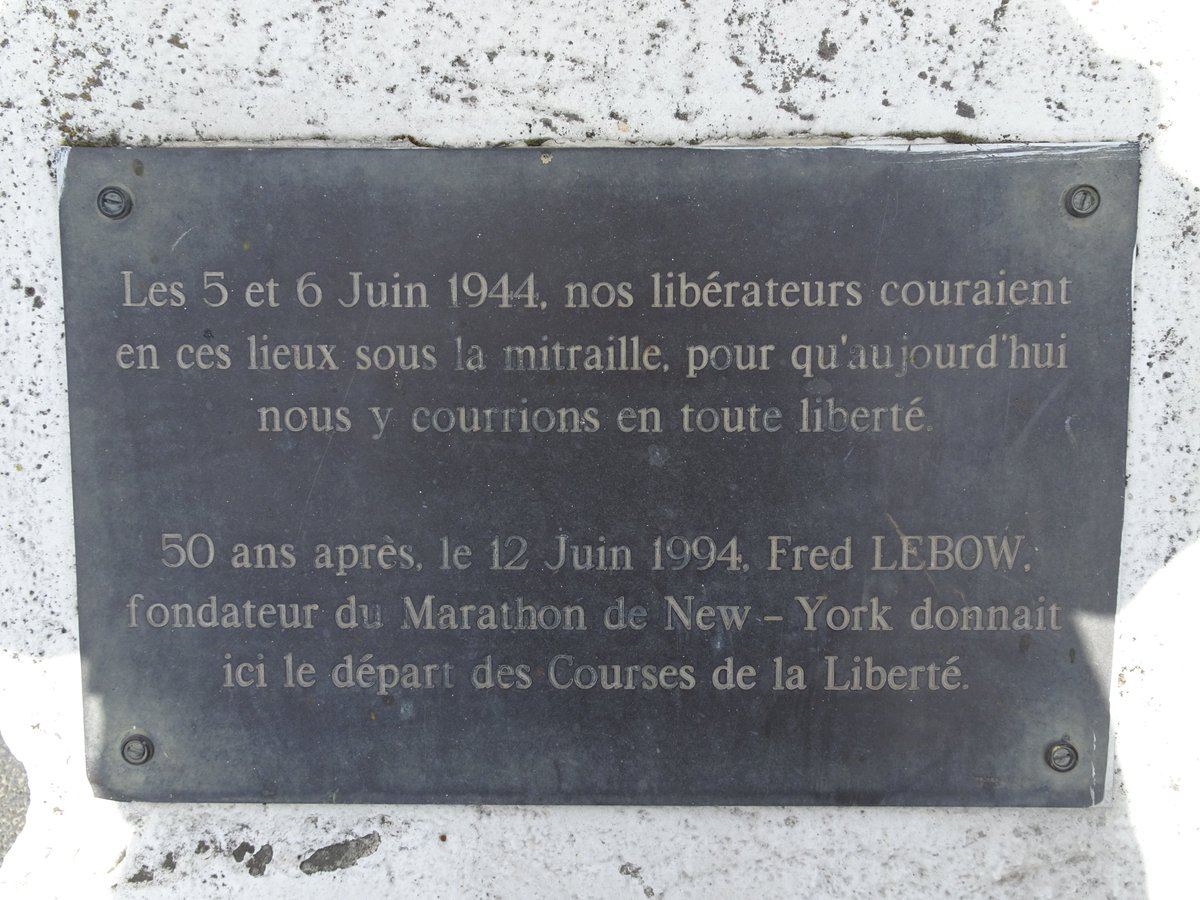 Les 5 et 6 Juin 1944, nos libérateurs couraient
en ces lieux sous la mitraille, pour qu'aujourd'hui
nous y courrions en toute liberté.
50 ans après, le 12 Juin 1994, Fred LEBOW,
fondateur du Marathon de New - York donnait
ici le départ des Courses de la Liberté.